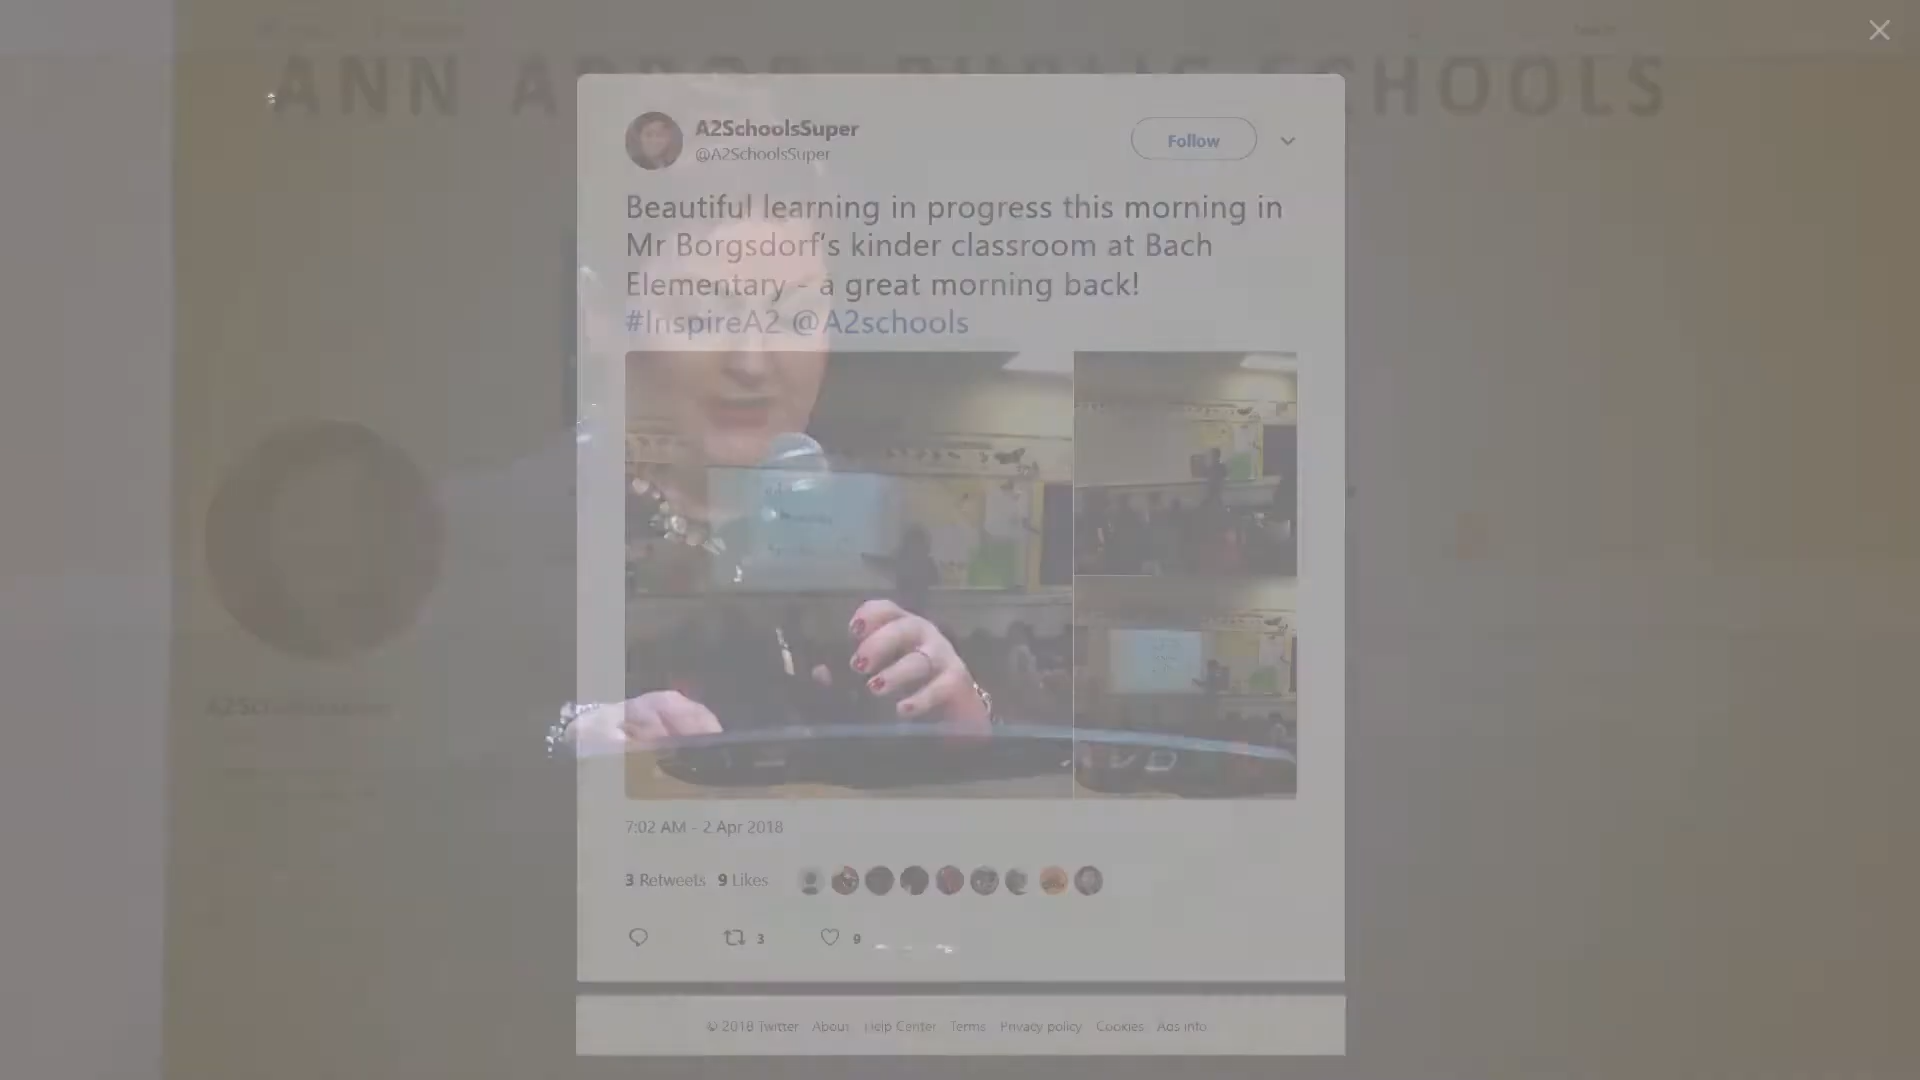 ANN A
SCHOOLS
A2SchoolsSuper
@A2SchoolsSuper
Follow
Beautiful learning in progress this morning in
Mr Borgsdorf's kinder classroom at Bach
Elementary - a great morning back!
#InspireA2 @A2schools
7:02 AM - 2 Apr 2018
3 Retweets 9 Likes
3 9
© 2018 Twitter About Help Center Terms Privacy policy Cookies Ads info